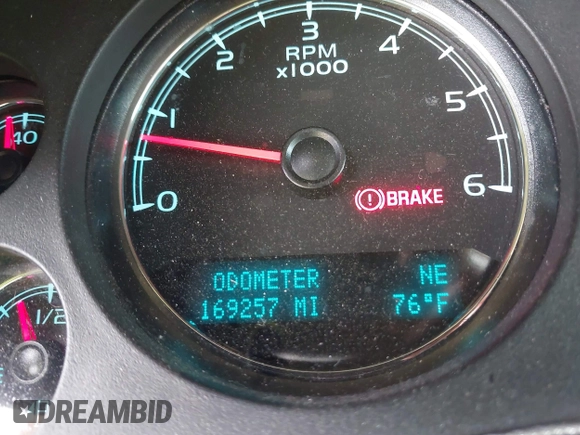 3
2
4
RPM
x1000
1
5
40
0
6
BRAKE
ODOMETER NE
169257 MI 76°F
1/2
DREAMBID